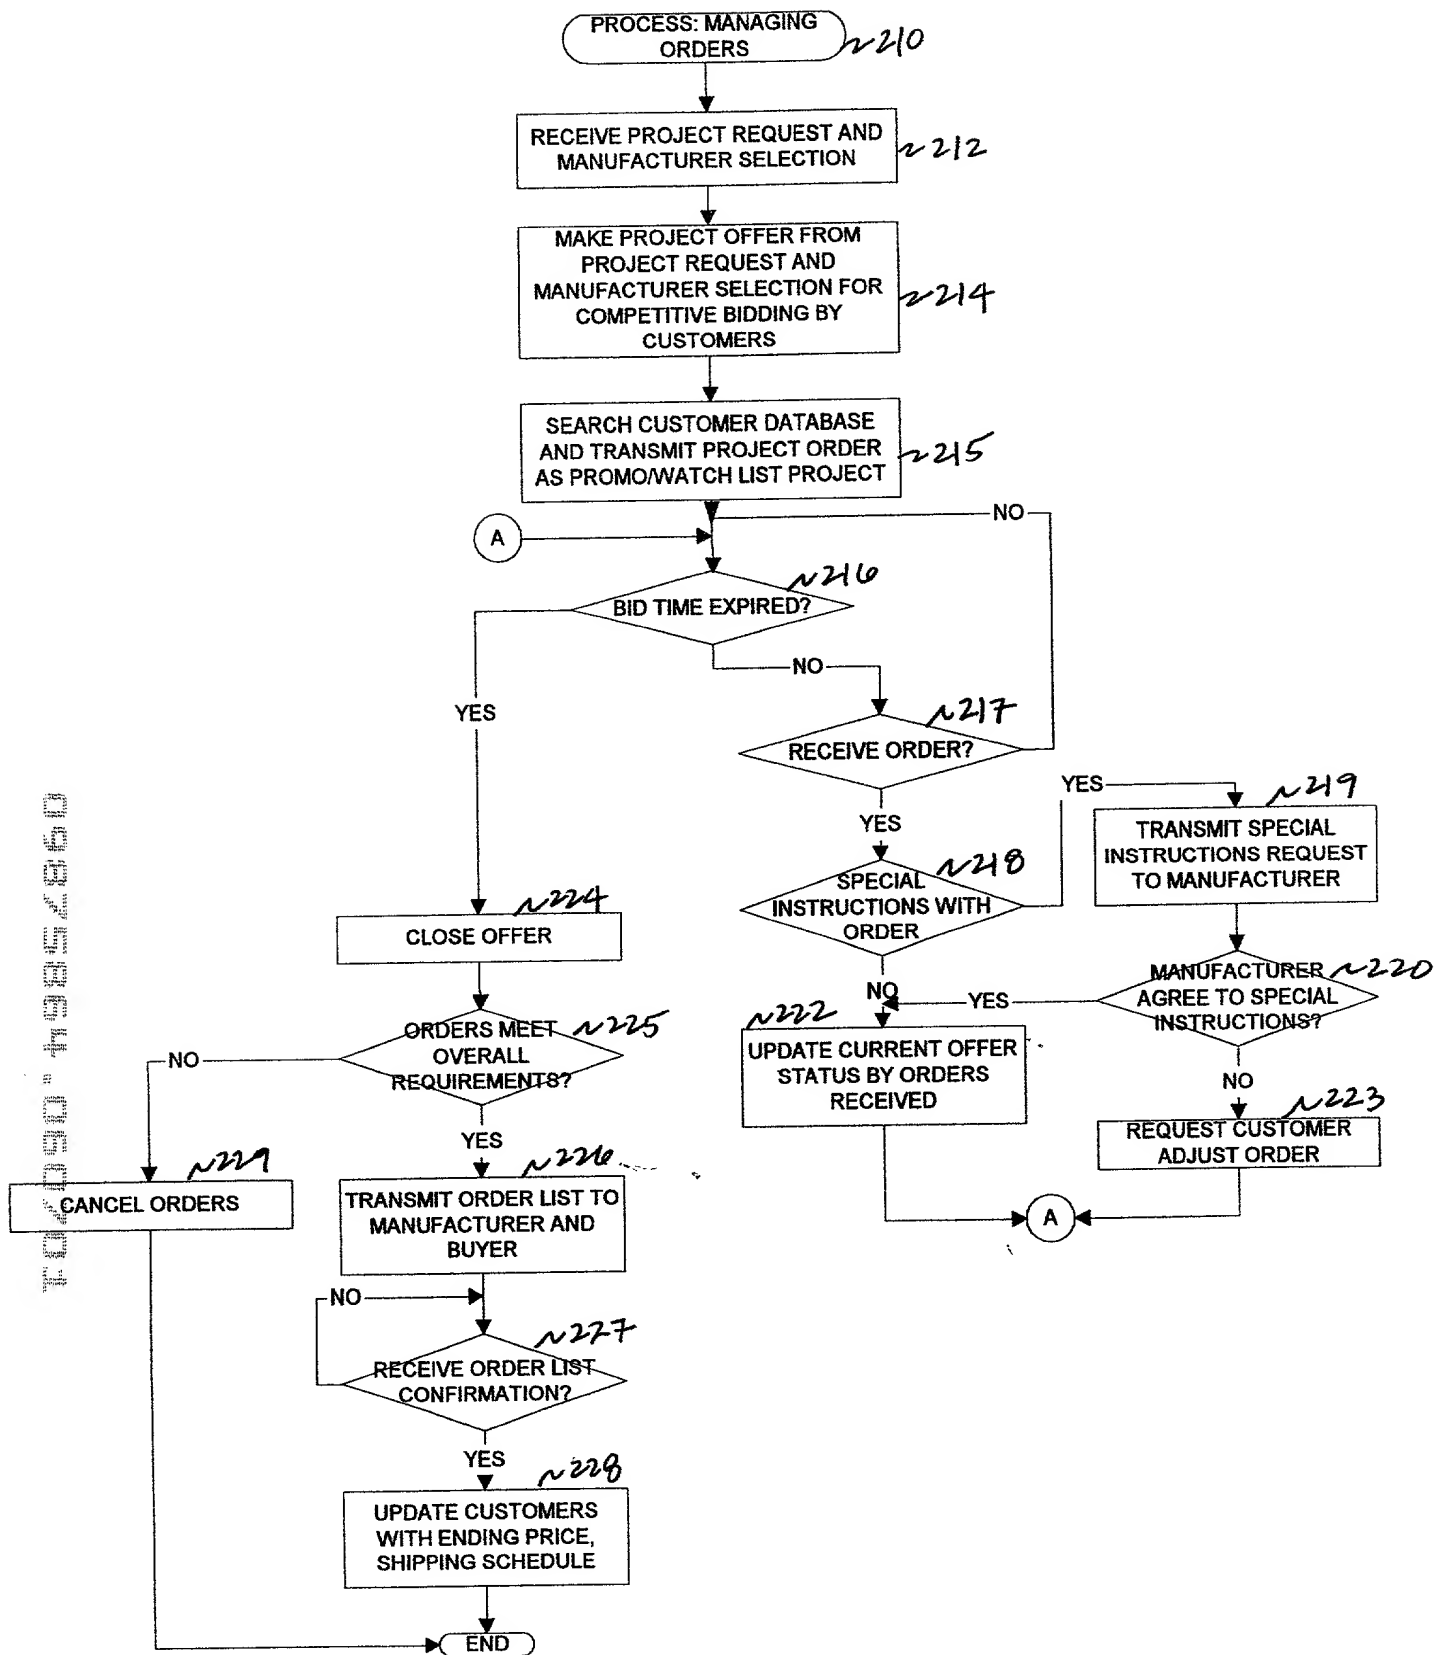 PROCESS: MANAGING
ORDERS
~210
RECEIVE PROJECT REQUEST AND
MANUFACTURER SELECTION
~212
MAKE PROJECT OFFER FROM
PROJECT REQUEST AND
MANUFACTURER SELECTION FOR
COMPETITIVE BIDDING BY
CUSTOMERS
~214
SEARCH CUSTOMER DATABASE
AND TRANSMIT PROJECT ORDER
AS PROMO/WATCH LIST PROJECT
~215
NO
A
~216
BID TIME EXPIRED?
NO
YES
~217
RECEIVE ORDER?
YES
YES
~219
TRANSMIT SPECIAL
INSTRUCTIONS REQUEST
TO MANUFACTURER
~218
SPECIAL
INSTRUCTIONS WITH
ORDER
~224
CLOSE OFFER
NO
YES
MANUFACTURER
AGREE TO SPECIAL
INSTRUCTIONS?
~220
~222
UPDATE CURRENT OFFER
STATUS BY ORDERS
RECEIVED
NO
~223
REQUEST CUSTOMER
ADJUST ORDER
A
ORDERS MEET
OVERALL
REQUIREMENTS?
~225
NO
YES
~229
CANCEL ORDERS
~226
TRANSMIT ORDER LIST TO
MANUFACTURER AND
BUYER
NO
~227
RECEIVE ORDER LIST
CONFIRMATION?
YES
~228
UPDATE CUSTOMERS
WITH ENDING PRICE,
SHIPPING SCHEDULE
END
09875864.060701